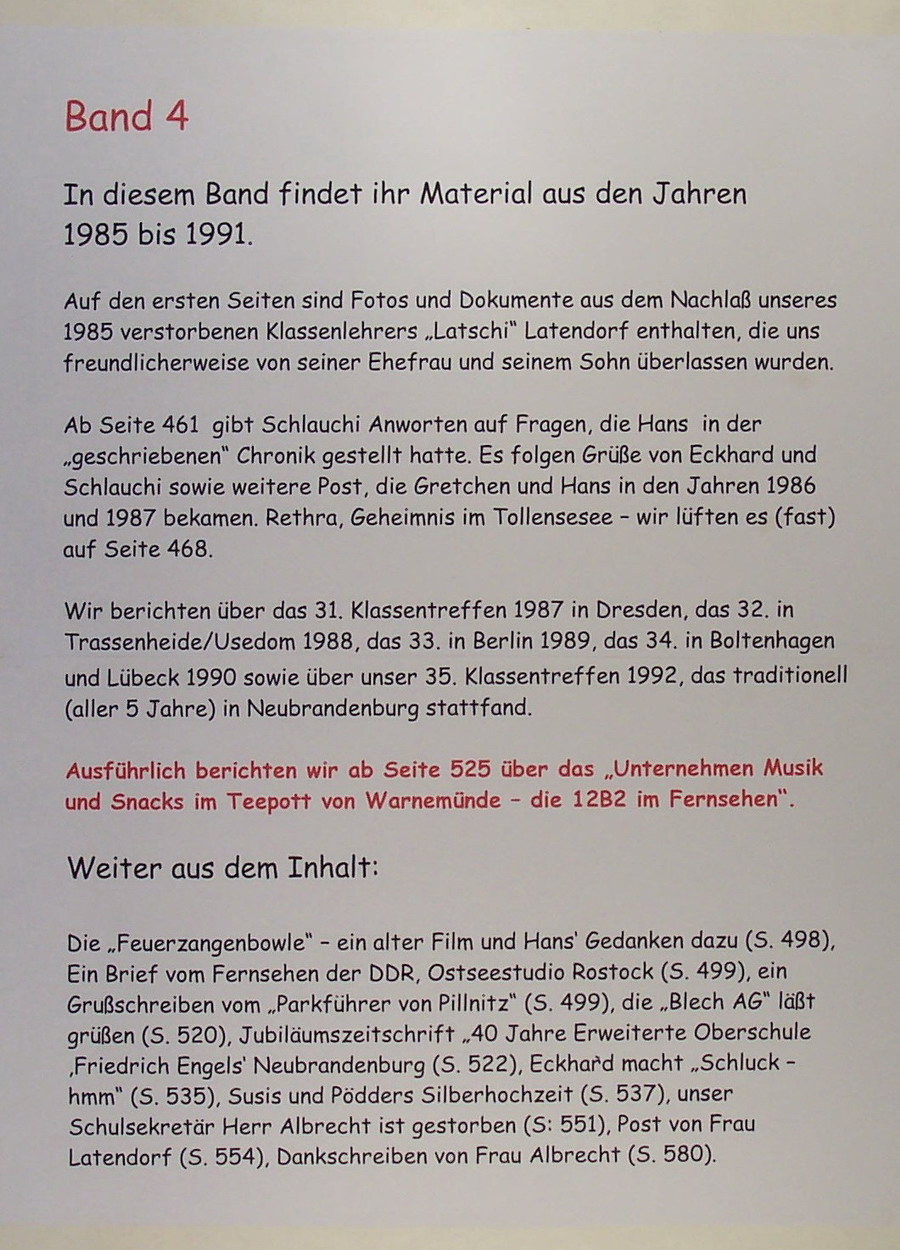 Band 4
In diesem Band findet ihr Material aus den Jahren
1985 bis 1991.
Auf den ersten Seiten sind Fotos und Dokumente aus dem Nachlaß unseres
1985 verstorbenen Klassenlehrers „Latschi“ Latendorf enthalten, die uns
freundlicherweise von seiner Ehefrau und seinem Sohn überlassen wurden.
Ab Seite 461 gibt Schlauchi Anworten auf Fragen, die Hans in der
„geschriebenen“ Chronik gestellt hatte. Es folgen Grüße von Eckhard und
Schlauchi sowie weitere Post, die Gretchen und Hans in den Jahren 1986
und 1987 bekamen. Rethra, Geheimnis im Tollensesee – wir lüften es (fast)
auf Seite 468.
Wir berichten über das 31. Klassentreffen 1987 in Dresden, das 32. in
Trassenheide/Usedom 1988, das 33. in Berlin 1989, das 34. in Boltenhagen
und Lübeck 1990 sowie über unser 35. Klassentreffen 1992, das traditionell
(aller 5 Jahre) in Neubrandenburg stattfand.
Ausführlich berichten wir ab Seite 525 über das „Unternehmen Musik
und Snacks im Teepott von Warnemünde – die 12B2 im Fernsehen“.
Weiter aus dem Inhalt:
Die „Feuerzangenbowle“ – ein alter Film und Hans' Gedanken dazu (S. 498),
Ein Brief vom Fernsehen der DDR, Ostseestudio Rostock (S. 499), ein
Grußschreiben vom „Parkführer von Pillnitz“ (S. 499), die „Blech AG“ läßt
grüßen (S. 520), Jubiläumszeitschrift „40 Jahre Erweiterte Oberschule
‚Friedrich Engels' Neubrandenburg (S. 522), Eckhard macht „Schluck –
hmm“ (S. 535), Susis und Pödders Silberhochzeit (S. 537), unser
Schulsekretär Herr Albrecht ist gestorben (S: 551), Post von Frau
Latendorf (S. 554), Dankschreiben von Frau Albrecht (S. 580).